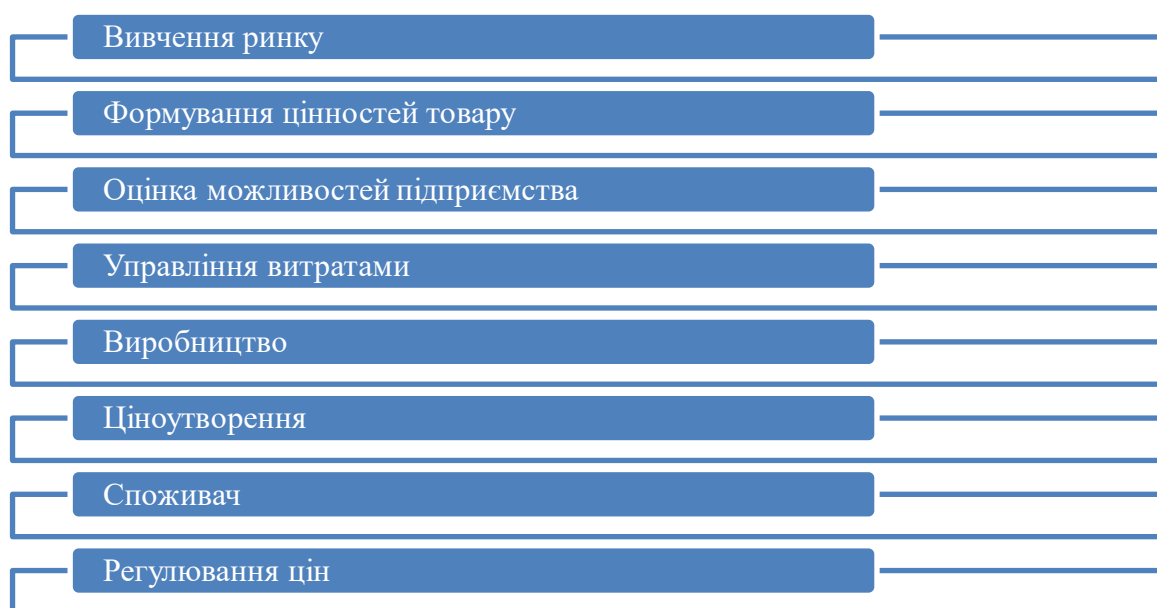 Вивчення ринку
Формування цінностей товару
Оцінка можливостей підприємства
Управління витратами
Виробництво
Ціноутворення
Споживач
Регулювання цін